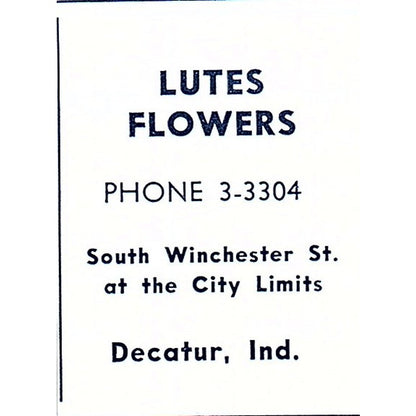 LUTES
FLOWERS
PHONE 3-3304
South Winchester St.
at the City Limits
Decatur, Ind.